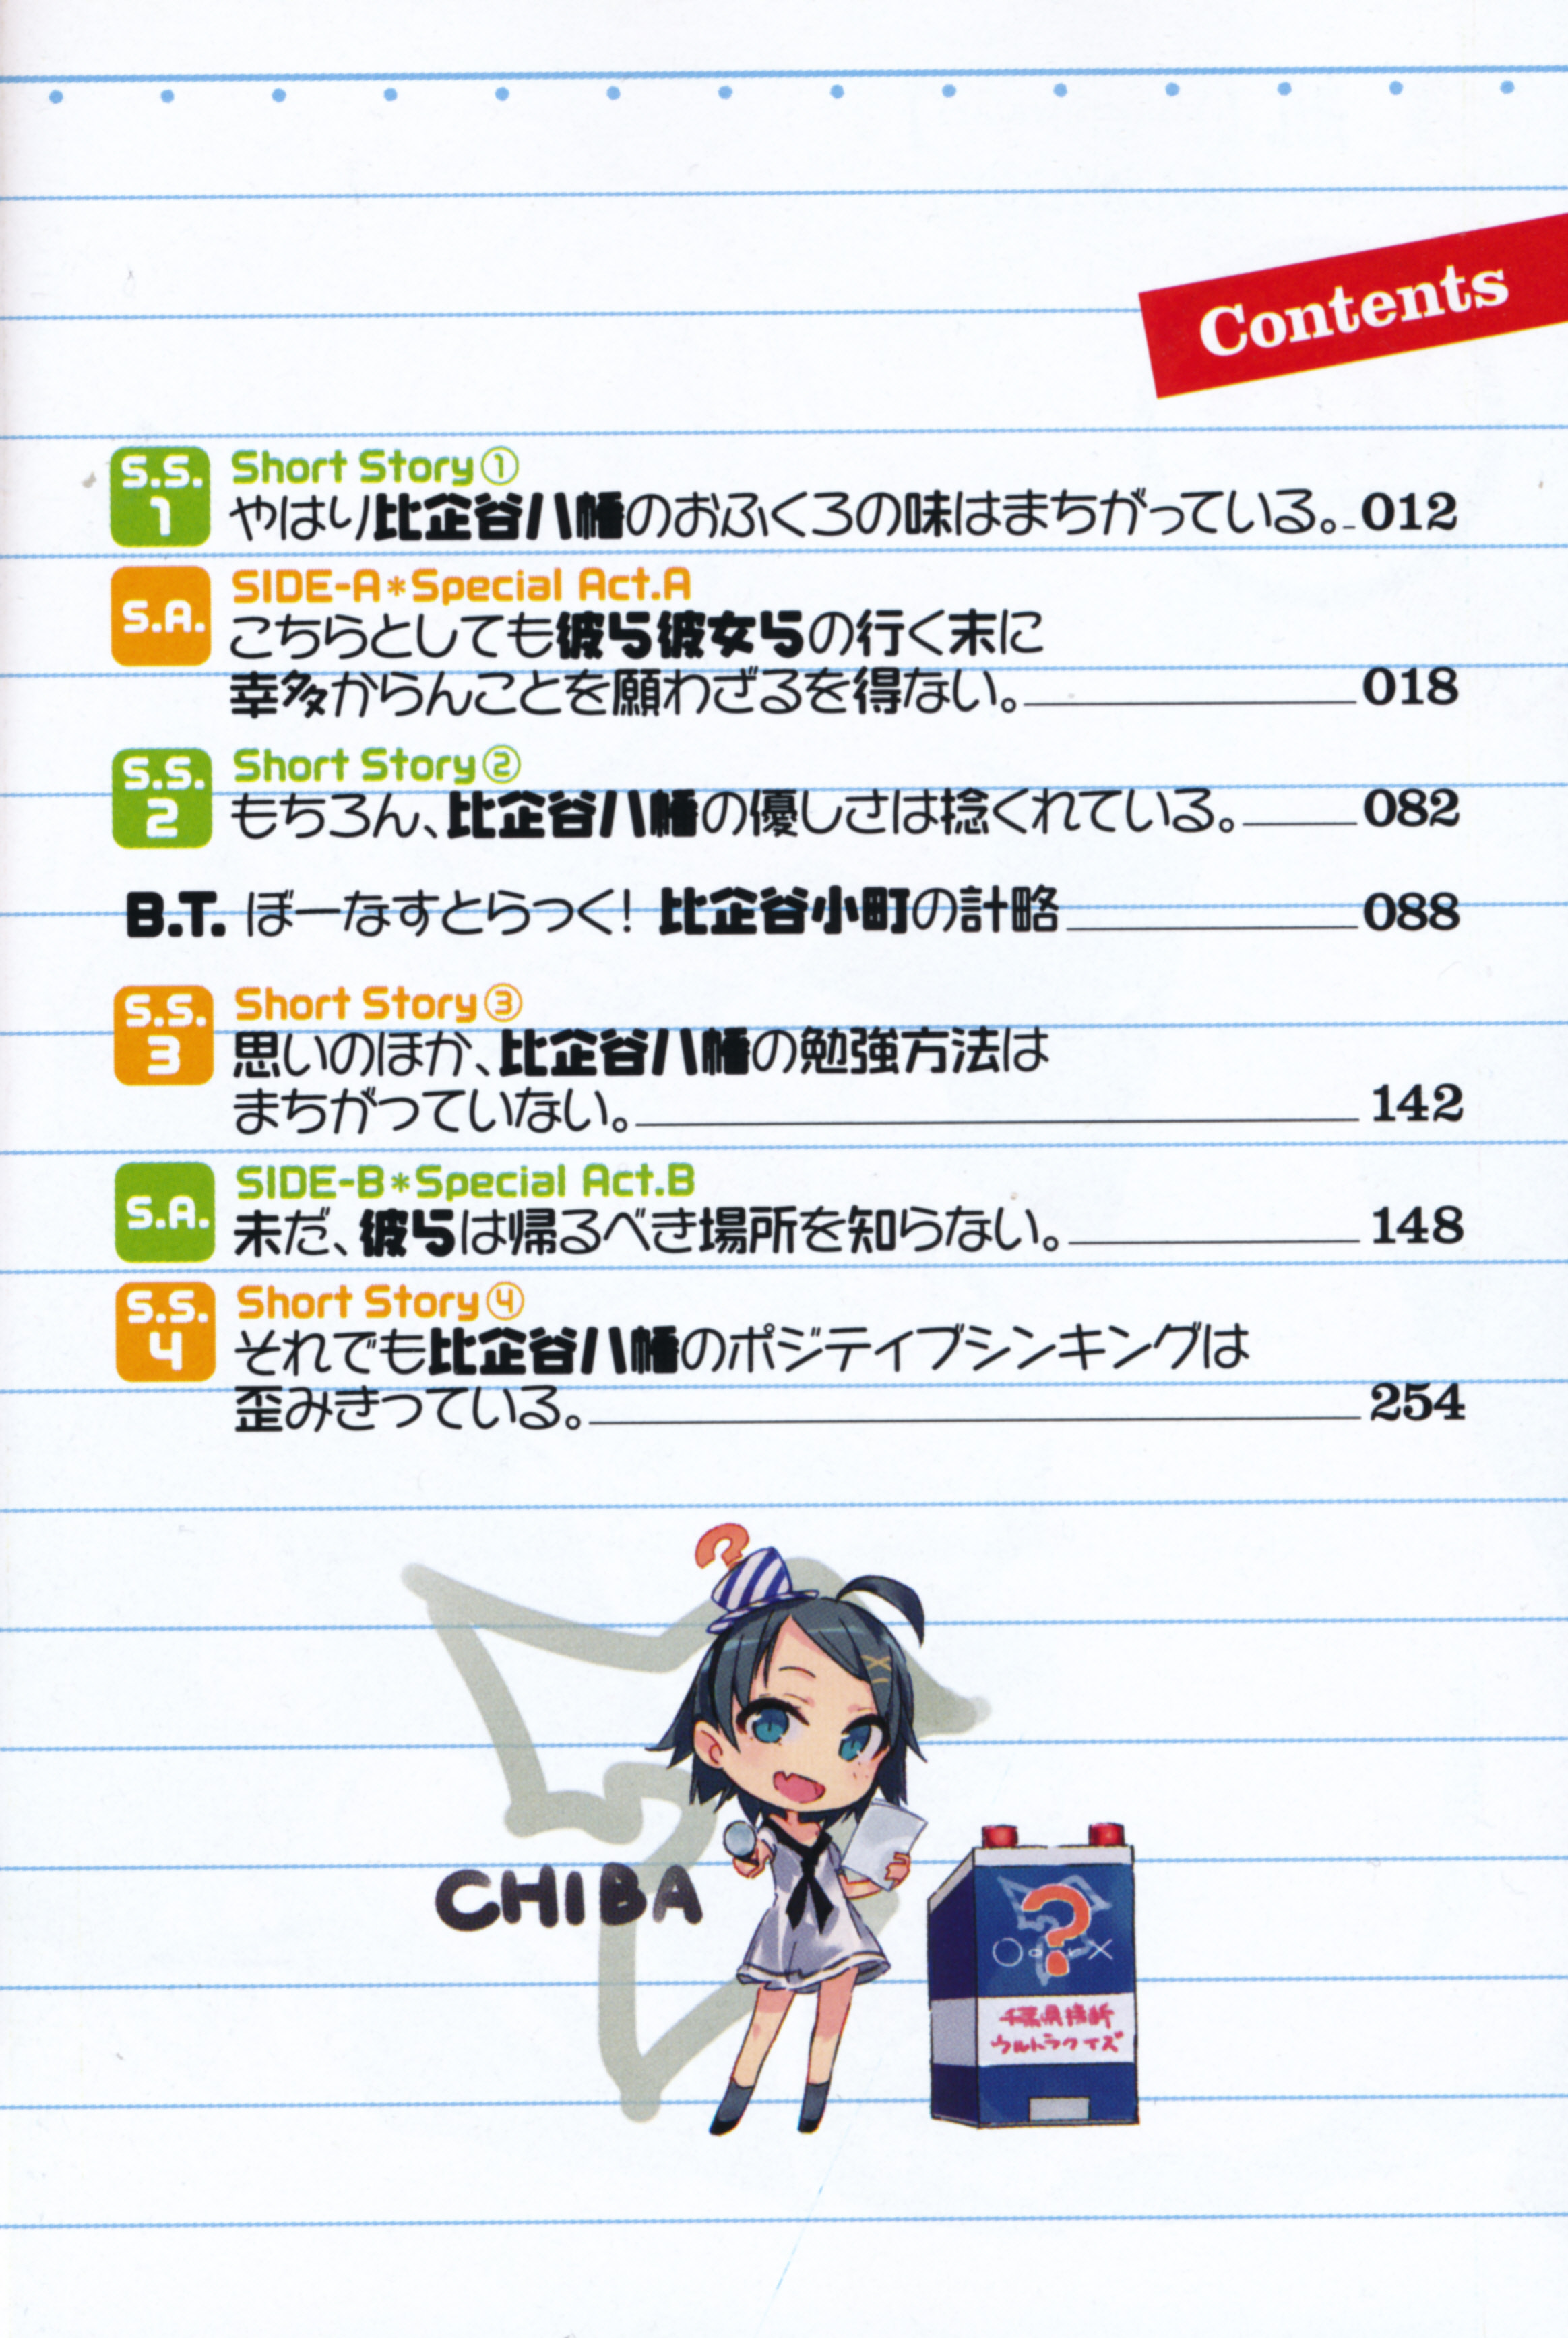 Contents
S.S. 1
Short Story①
やはり比企谷八幡のおふくろの味はまちがっている。 012
S.A.
SIDE-A*Special Act.A
こちらとしても彼ら彼女らの行く末に
幸多からんことを願わざるを得ない。 018
S.S. 2
Short Story②
もちろん、比企谷八幡の優しさは捻くれている。 082
B.T. ぼーなすとらっく! 比企谷小町の計略 088
S.S. 3
Short Story③
思いのほか、比企谷八幡の勉強方法は
まちがっていない。 142
S.A.
SIDE-B*Special Act.B
未だ、彼らは帰るべき場所を知らない。 148
S.S. 4
Short Story④
それでも比企谷八幡のポジティブシンキングは
歪みきっている。 254
?
CHIBA
?
千葉県横断
ウルトラクイズ